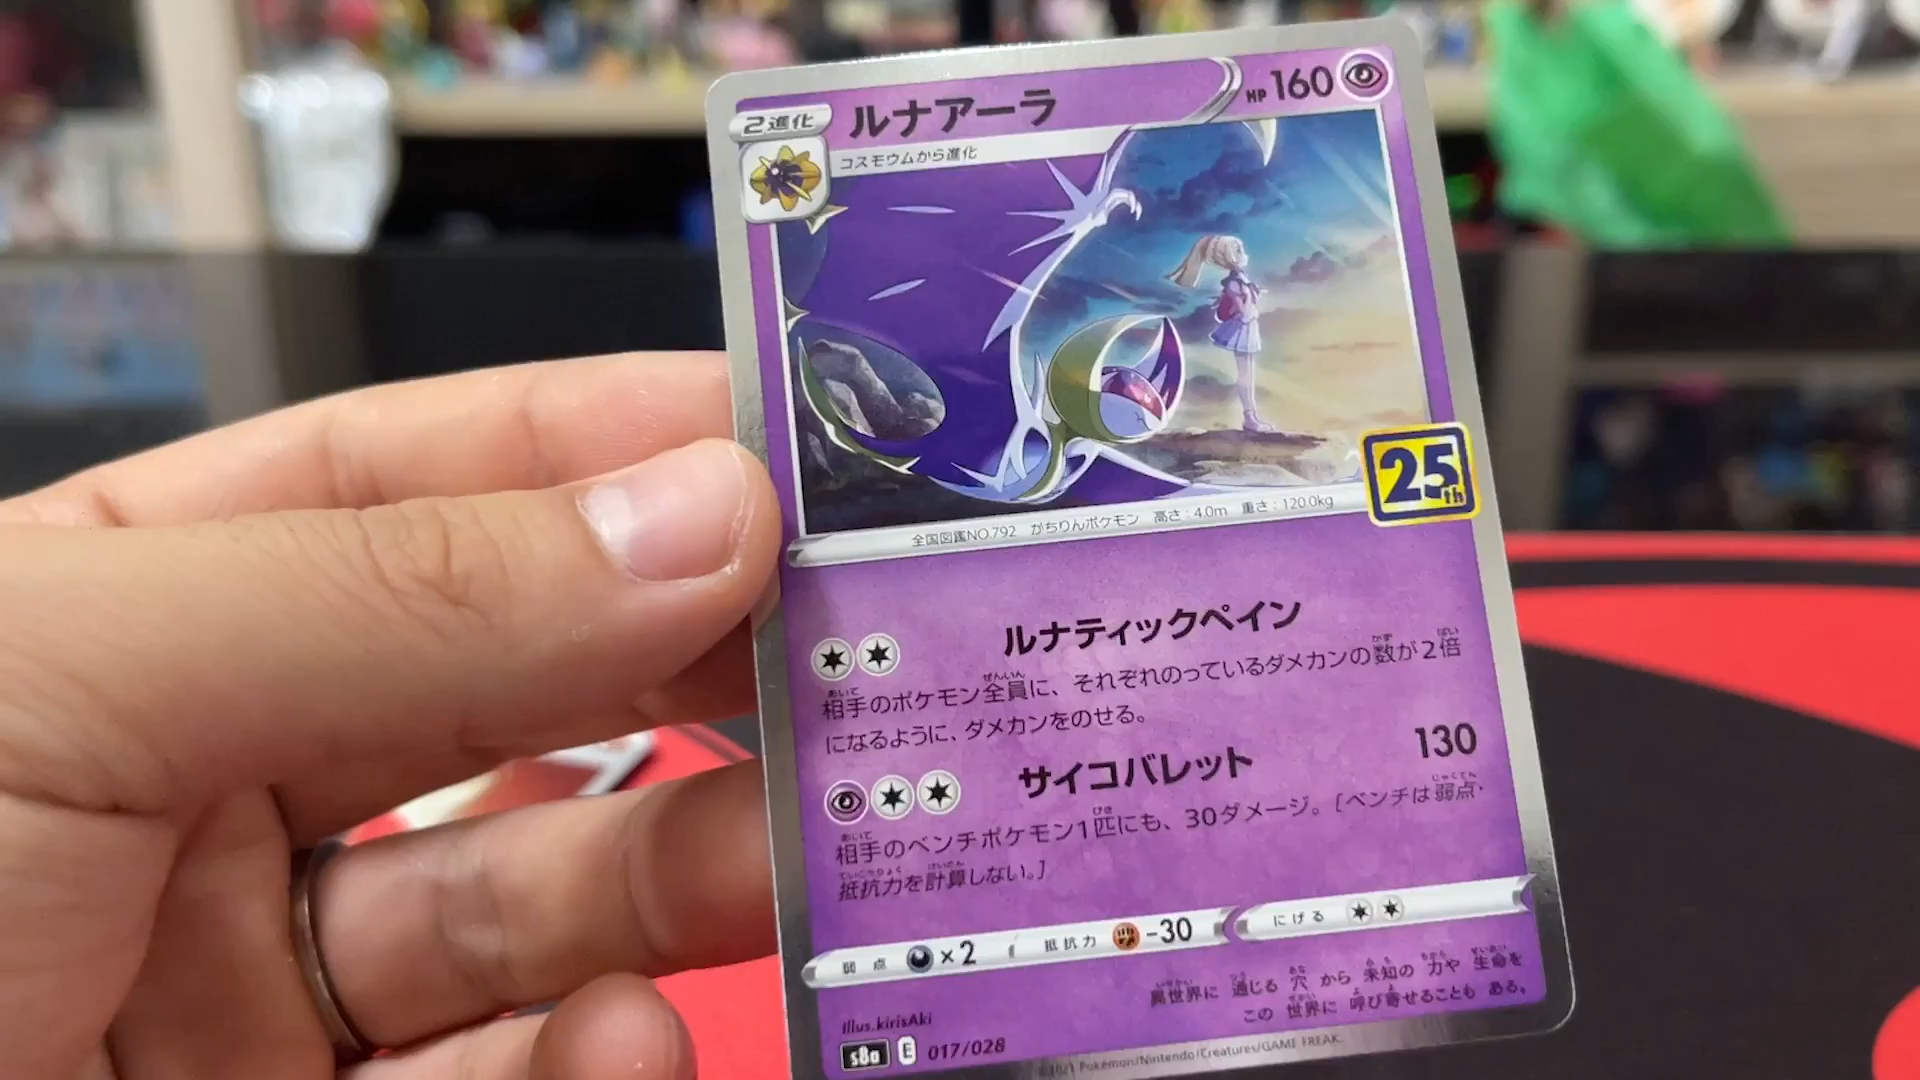 2進化
ルナアーラ
HP 160
コスモウムから進化
25th
全国図鑑NO.792 がちりんポケモン 高さ:4.0m 重さ:120.0kg
ルナティックペイン
相手のポケモン全員に、それぞれのっているダメカンの数が2倍
になるように、ダメカンをのせる。
サイコバレット 130
相手のベンチポケモン1匹にも、30ダメージ。[ベンチは弱点・
抵抗力を計算しない。]
弱点 ×2 抵抗力 -30 にげる
異世界に 通じる 穴 から 未知の 力や 生命を
この 世界に 呼び寄せることも ある。
Illus.kirisAki
s8a E 017/028
©2021 Pokémon/Nintendo/Creatures/GAME FREAK.